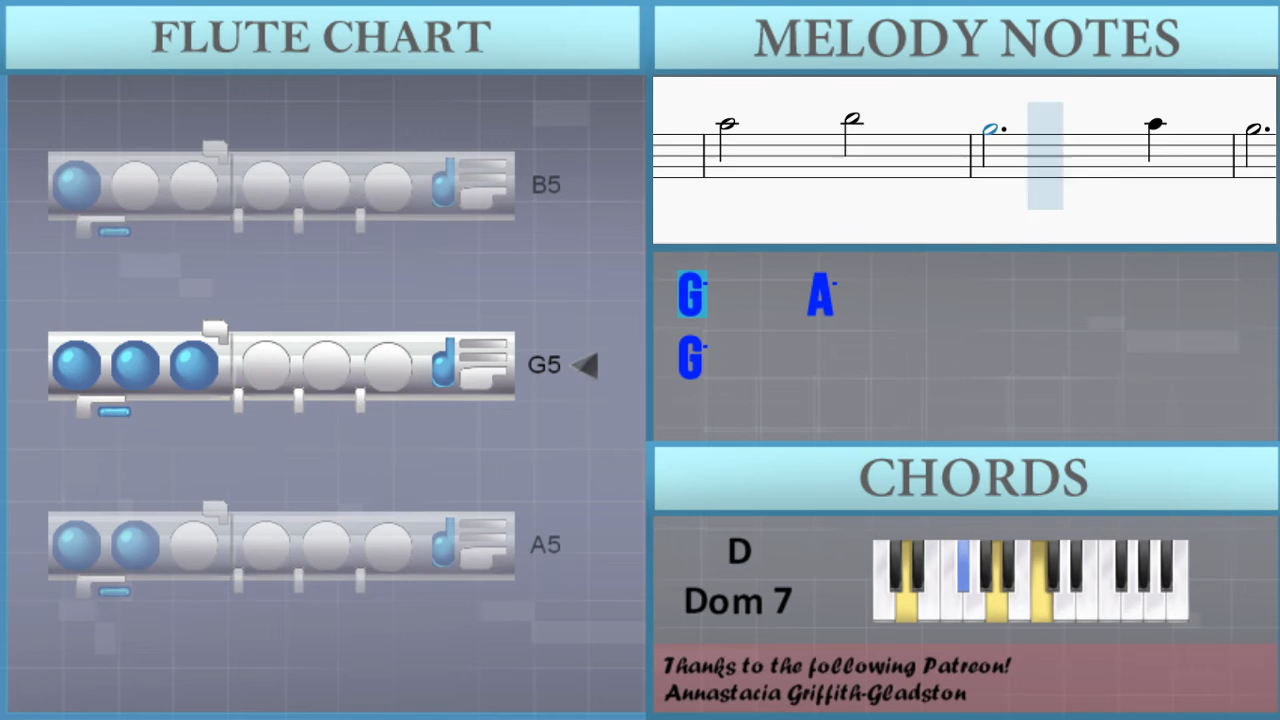 FLUTE CHART
B5
G5
A5
MELODY NOTES
G- A-
G-
CHORDS
D
Dom 7
Thanks to the following Patreon!
Annastacia Griffith-Gladston